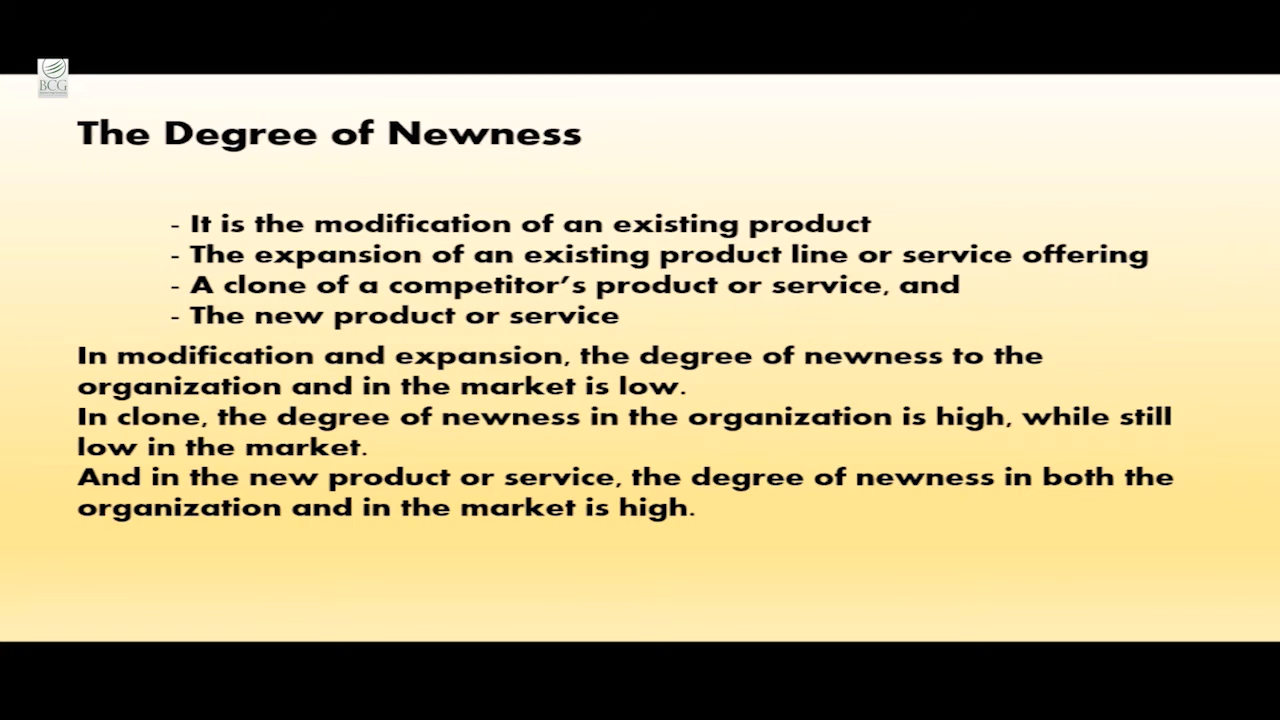 BCG
The Degree of Newness
- It is the modification of an existing product
- The expansion of an existing product line or service offering
- A clone of a competitor's product or service, and
- The new product or service
In modification and expansion, the degree of newness to the
organization and in the market is low.
In clone, the degree of newness in the organization is high, while still
low in the market.
And in the new product or service, the degree of newness in both the
organization and in the market is high.